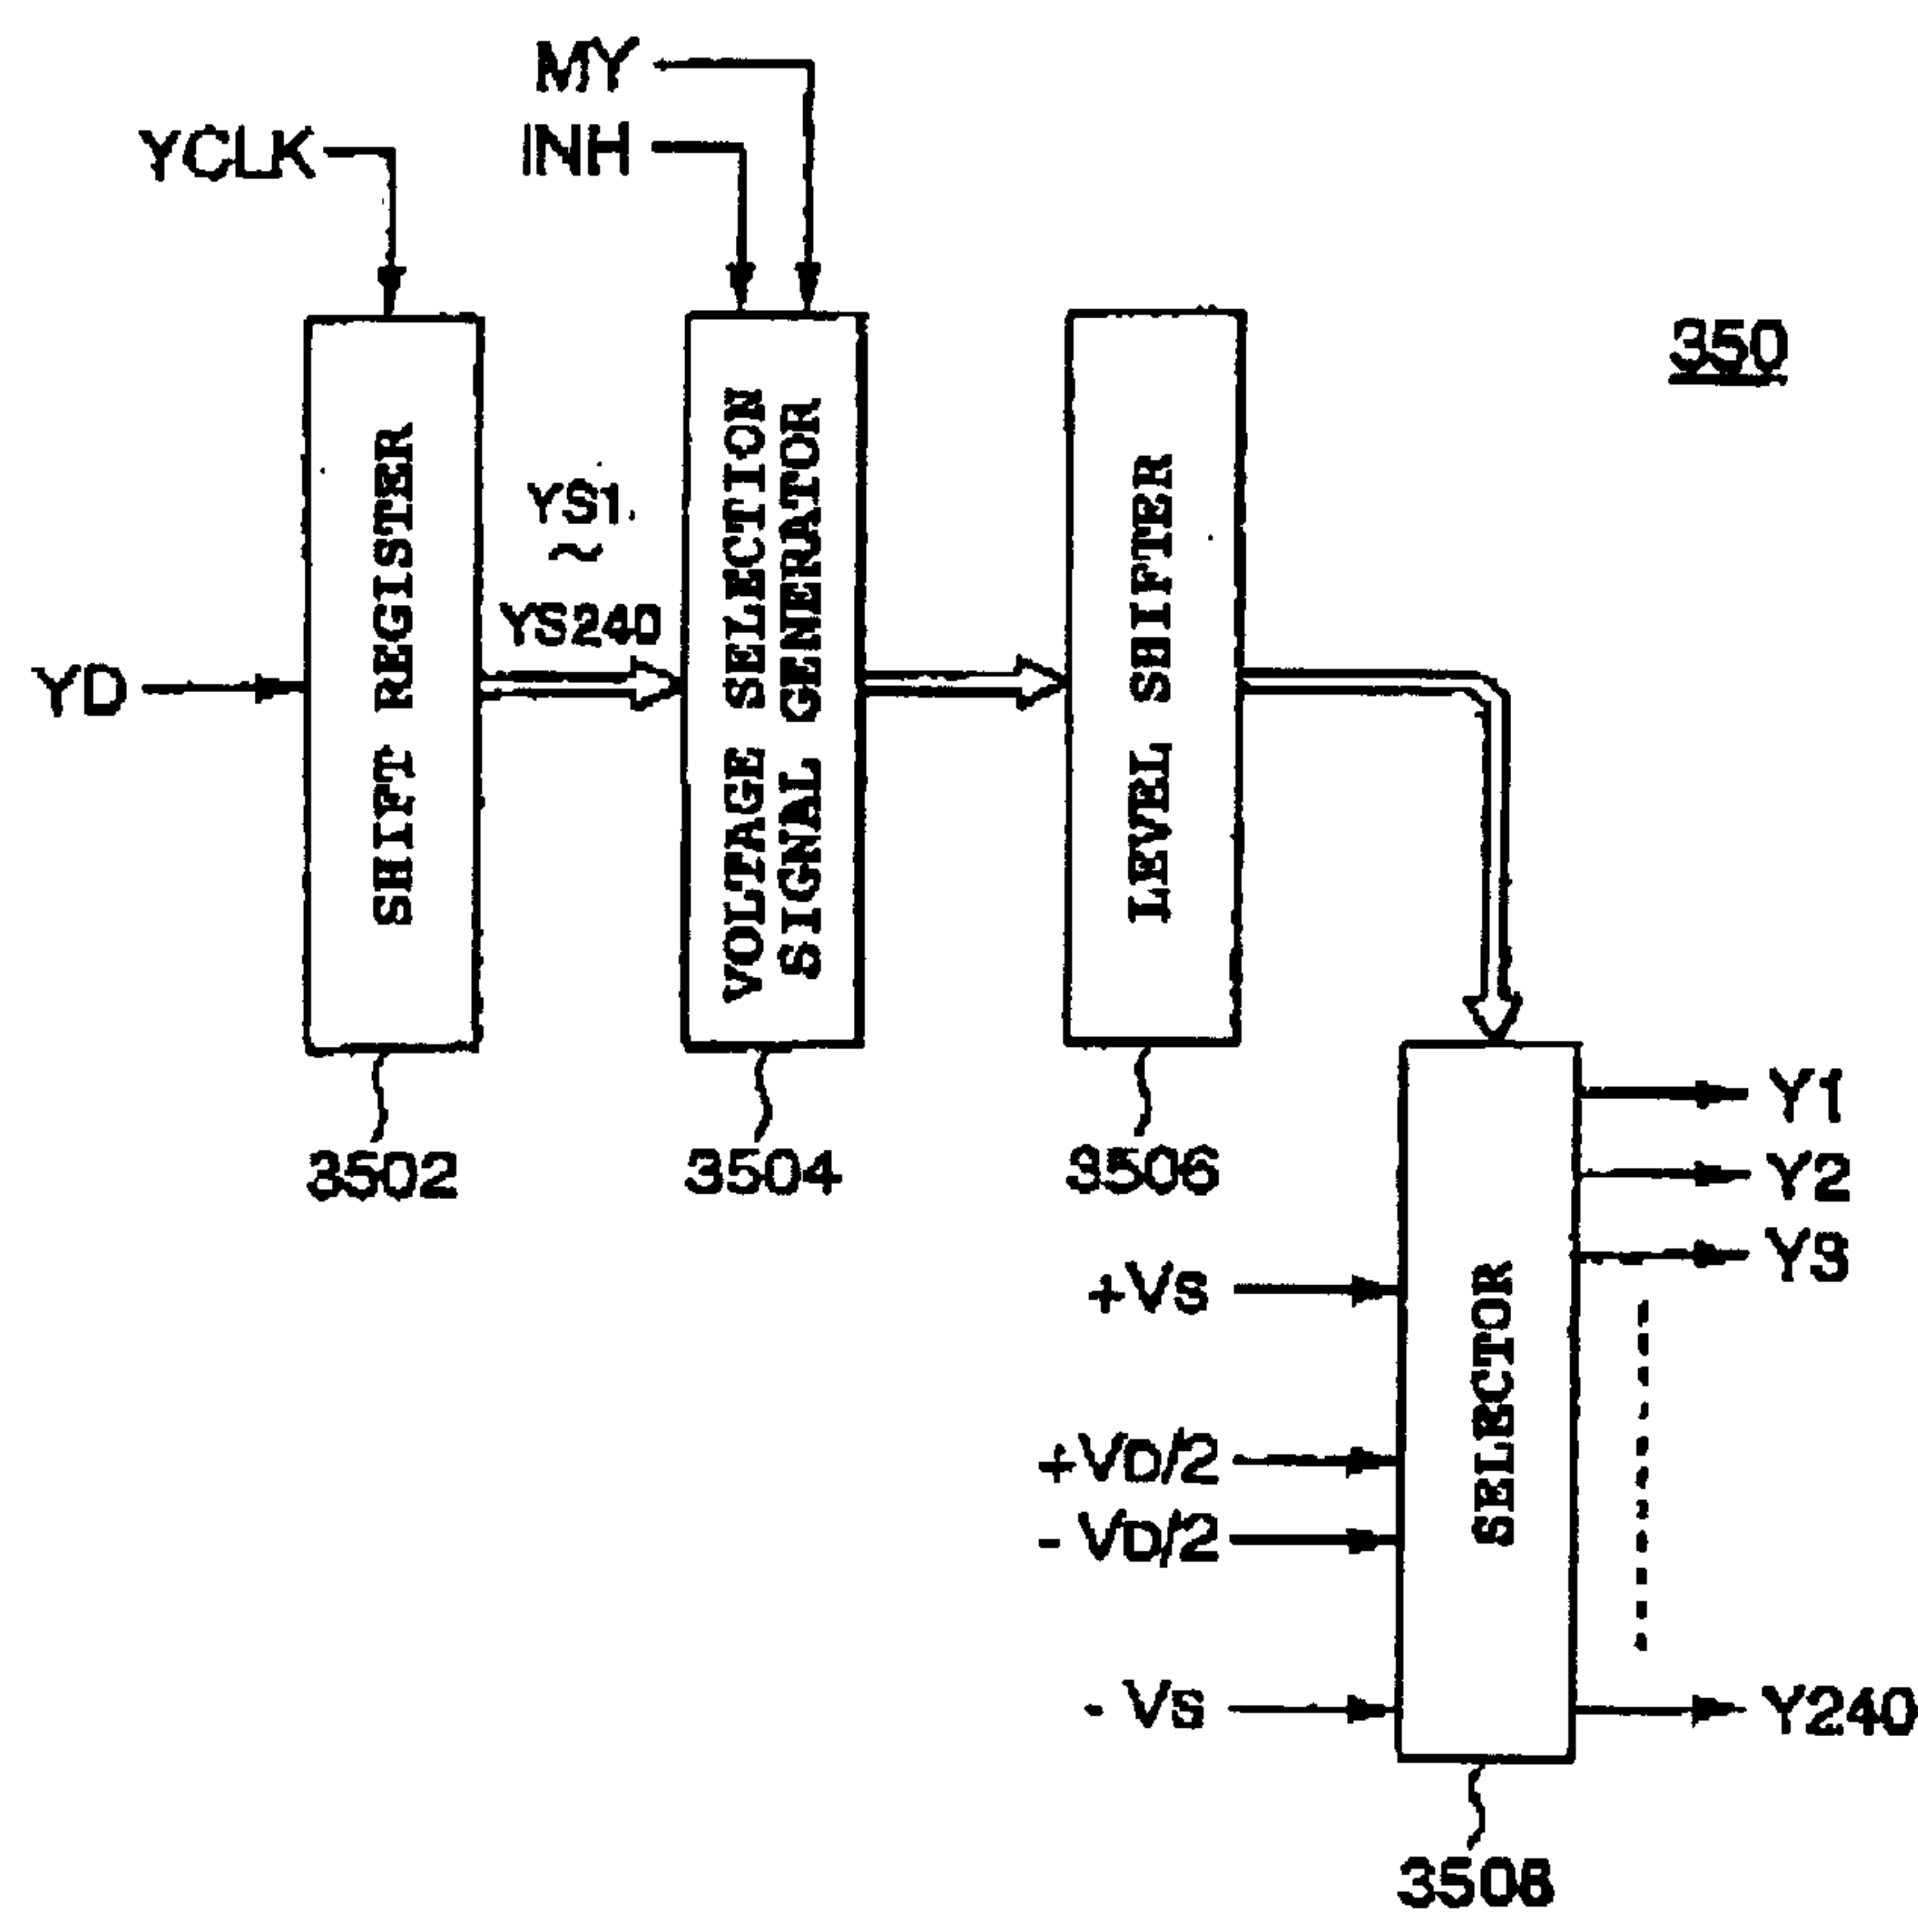 MY
INH
YCLK
350
YD
SHIFT REGISTER
YS1
~
YS240
VOLTAGE SELECTION
SIGNAL GENERATOR
LEVEL SHIFTER
3502
3504
3506
SELECTOR
+VS
+VD/2
-VD/2
-VS
Y1
Y2
Y3
Y240
3508